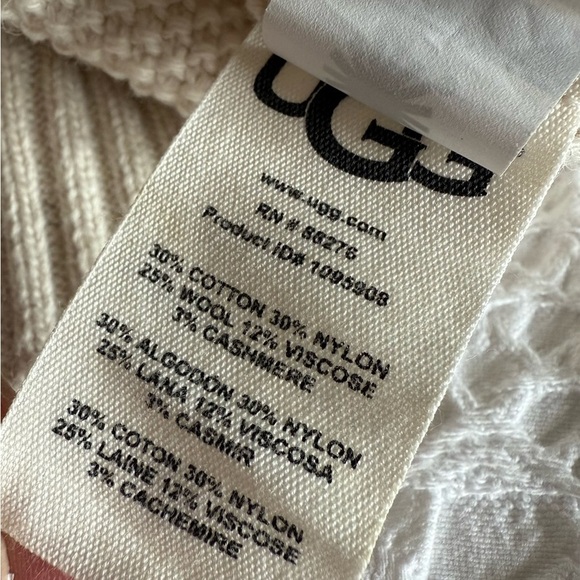 UGG
www.ugg.com
RN # 88276
Product ID# 1095908
30% COTTON 30% NYLON
25% WOOL 12% VISCOSE
3% CASHMERE
30% ALGODON 30% NYLON
25% LANA 12% VISCOSA
3% CASMIR
30% COTON 30% NYLON
25% LAINE 12% VISCOSE
3% CACHEMIRE